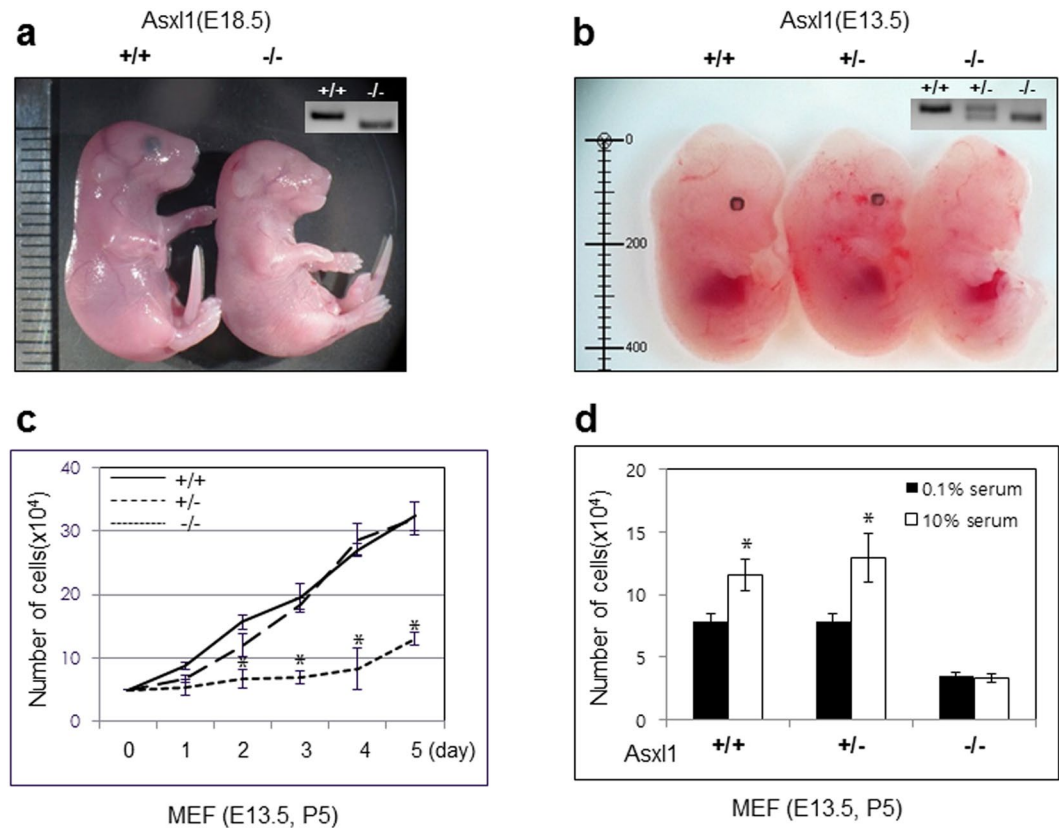 a
Asxl1(E18.5)
+/+ -/-
+/+ -/-
b
Asxl1(E13.5)
+/+ +/- -/-
+/+ +/- -/-
0
200
400
c
Number of cells(x10⁴)
40
30
20
10
0
+/+
+/-
-/-
* * * *
0 1 2 3 4 5 (day)
MEF (E13.5, P5)
d
Number of cells(x10⁴)
20
15
10
5
0
0.1% serum
10% serum
* *
Asxl1 +/+ +/- -/-
MEF (E13.5, P5)